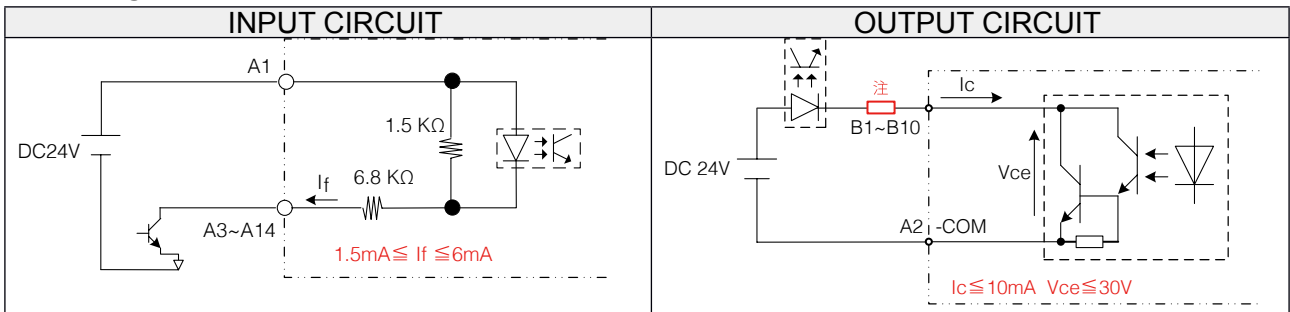 INPUT CIRCUIT
A1
1.5 KΩ
DC24V
If
6.8 KΩ
A3~A14
1.5mA≦ If ≦6mA
OUTPUT CIRCUIT
注
Ic
B1~B10
DC 24V
Vce
A2
-COM
Ic≦10mA Vce≦30V